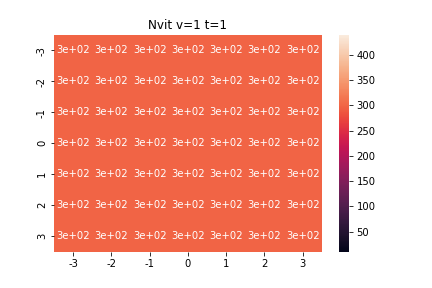 Nvit v=1 t=1
-3 3e+02 3e+02 3e+02 3e+02 3e+02 3e+02 3e+02
-2 3e+02 3e+02 3e+02 3e+02 3e+02 3e+02 3e+02
-1 3e+02 3e+02 3e+02 3e+02 3e+02 3e+02 3e+02
0 3e+02 3e+02 3e+02 3e+02 3e+02 3e+02 3e+02
1 3e+02 3e+02 3e+02 3e+02 3e+02 3e+02 3e+02
2 3e+02 3e+02 3e+02 3e+02 3e+02 3e+02 3e+02
3 3e+02 3e+02 3e+02 3e+02 3e+02 3e+02 3e+02
-3 -2 -1 0 1 2 3
400
350
300
250
200
150
100
50